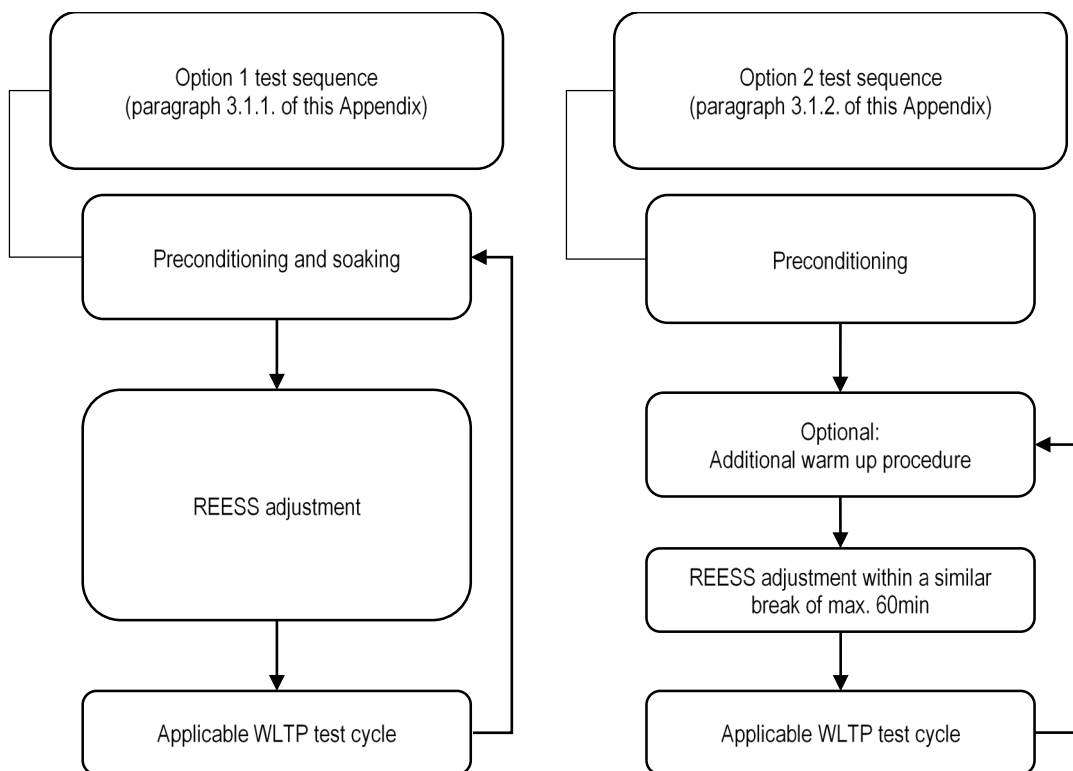 Option 1 test sequence
(paragraph 3.1.1. of this Appendix)
Preconditioning and soaking
REESS adjustment
Applicable WLTP test cycle
Option 2 test sequence
(paragraph 3.1.2. of this Appendix)
Preconditioning
Optional:
Additional warm up procedure
REESS adjustment within a similar
break of max. 60min
Applicable WLTP test cycle